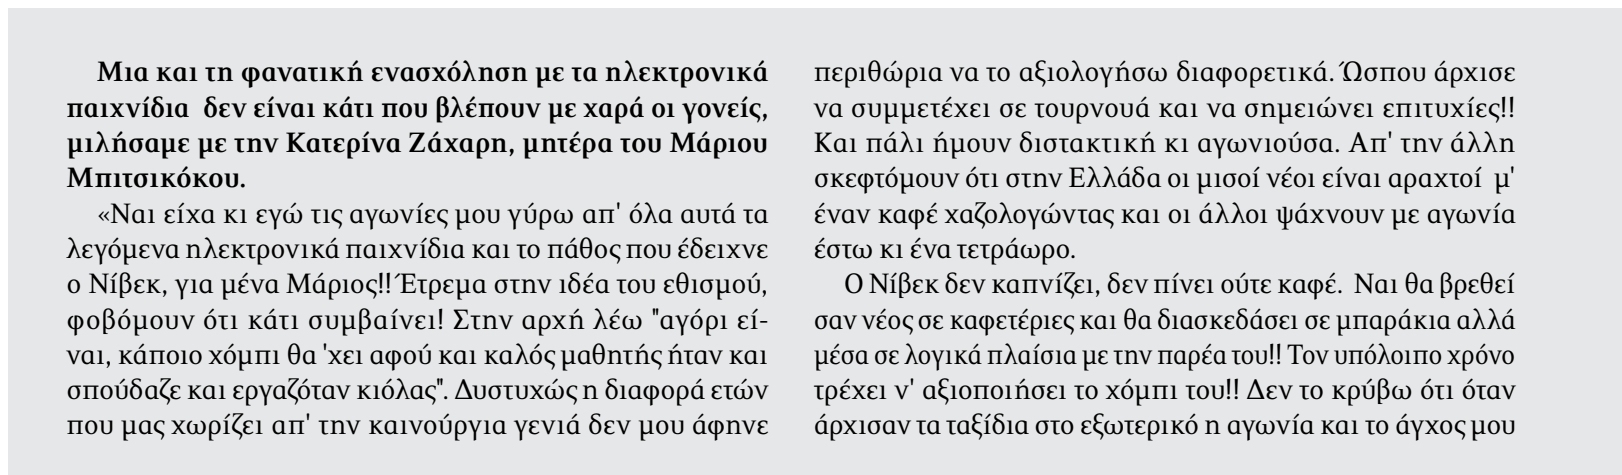 Μια και τη φανατική ενασχόληση με τα ηλεκτρονικά
παιχνίδια  δεν είναι κάτι που βλέπουν με χαρά οι γονείς,
μιλήσαμε με την Κατερίνα Ζάχαρη, μητέρα του Μάριου
Μπιτσικόκου.
«Ναι είχα κι εγώ τις αγωνίες μου γύρω απ' όλα αυτά τα
λεγόμενα ηλεκτρονικά παιχνίδια και το πάθος που έδειχνε
ο Νίβεκ, για μένα Μάριος!! Έτρεμα στην ιδέα του εθισμού,
φοβόμουν ότι κάτι συμβαίνει! Στην αρχή λέω "αγόρι εί-
ναι, κάποιο χόμπι θα 'χει αφού και καλός μαθητής ήταν και
σπούδαζε και εργαζόταν κιόλας". Δυστυχώς η διαφορά ετών
που μας χωρίζει απ' την καινούργια γενιά δεν μου άφηνε
περιθώρια να το αξιολογήσω διαφορετικά. Ώσπου άρχισε
να συμμετέχει σε τουρνουά και να σημειώνει επιτυχίες!!
Και πάλι ήμουν διστακτική κι αγωνιούσα. Απ' την άλλη
σκεφτόμουν ότι στην Ελλάδα οι μισοί νέοι είναι αραχτοί  μ'
έναν καφέ χαζολογώντας και οι άλλοι ψάχνουν με αγωνία
έστω κι ένα τετράωρο.
Ο Νίβεκ δεν καπνίζει, δεν πίνει ούτε καφέ.  Ναι θα βρεθεί
σαν νέος σε καφετέριες και θα διασκεδάσει σε μπαράκια αλλά
μέσα σε λογικά πλαίσια με την παρέα του!! Τον υπόλοιπο χρόνο
τρέχει ν' αξιοποιήσει το χόμπι του!! Δεν το κρύβω ότι όταν
άρχισαν τα ταξίδια στο εξωτερικό η αγωνία και το άγχος μου